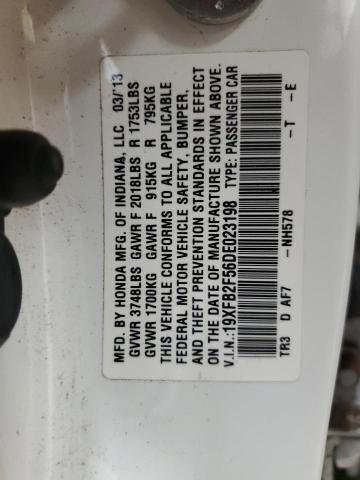 MFD. BY HONDA MFG. OF INDIANA, LLC 03/'13
GVWR 3748LBS GAWR F 2018LBS R 1753LBS
GVWR 1700KG GAWR F 915KG R 795KG
THIS VEHICLE CONFORMS TO ALL APPLICABLE
FEDERAL MOTOR VEHICLE SAFETY, BUMPER,
AND THEFT PREVENTION STANDARDS IN EFFECT
ON THE DATE OF MANUFACTURE SHOWN ABOVE.
V.I.N.:19XFB2F56DE023198 TYPE: PASSENGER CAR
TR3 D AF7 -NH578 -T -E